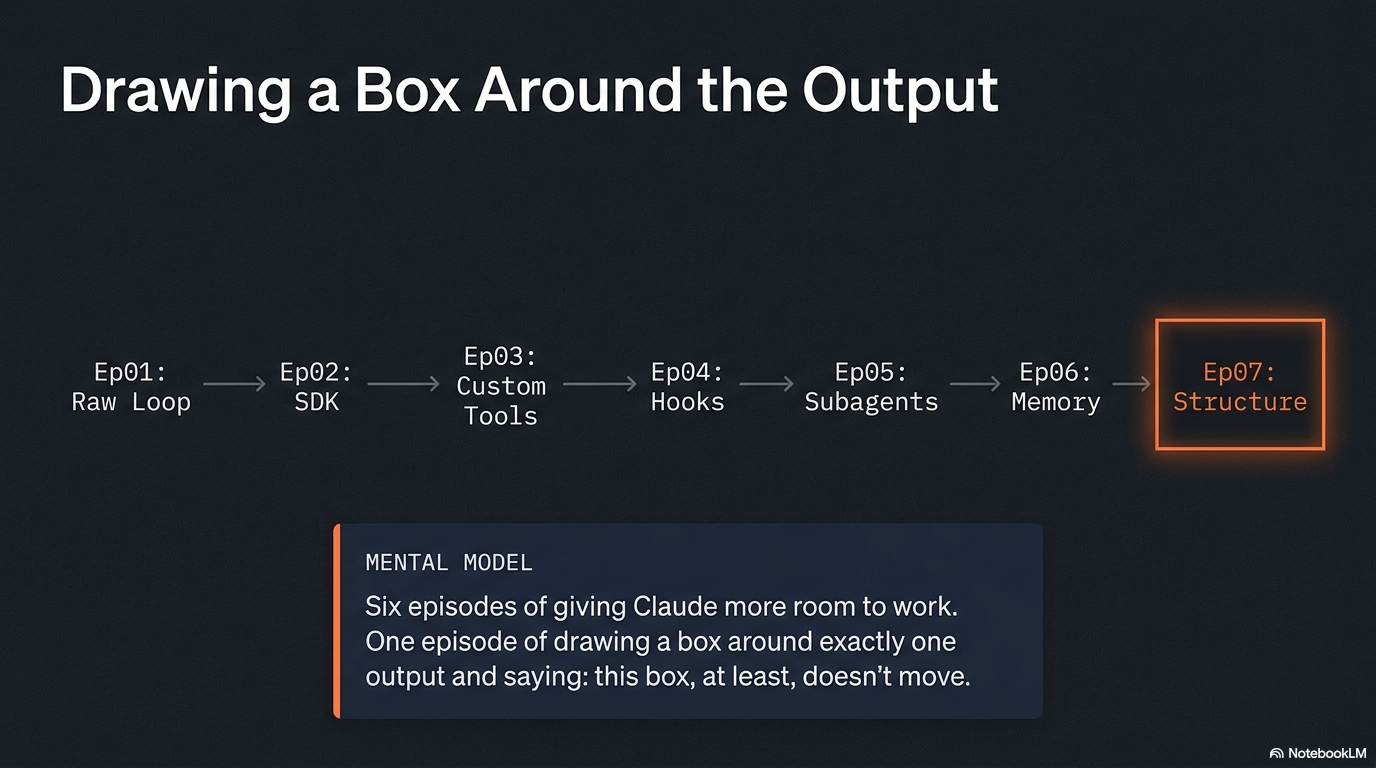 Drawing a Box Around the Output
Ep01:
Raw Loop
Ep02:
SDK
Ep03:
Custom
Tools
Ep04:
Hooks
Ep05:
Subagents
Ep06:
Memory
Ep07:
Structure
MENTAL MODEL
Six episodes of giving Claude more room to work.
One episode of drawing a box around exactly one
output and saying: this box, at least, doesn’t move.
NotebookLM